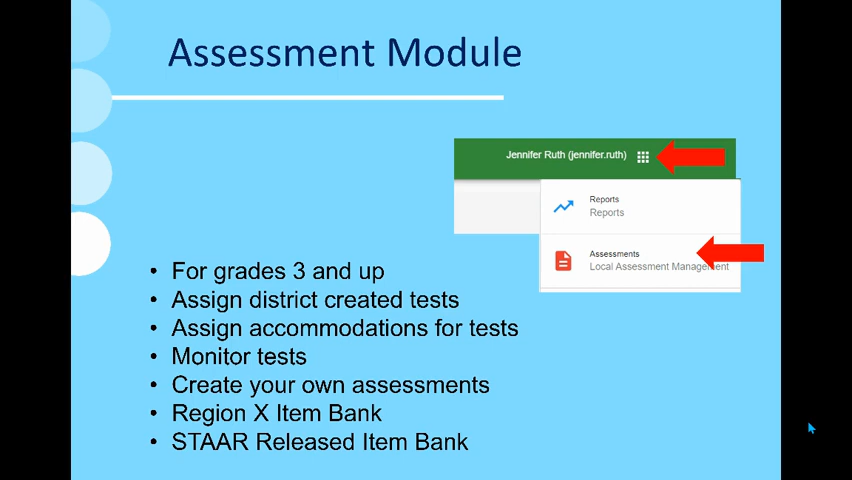 Assessment Module
Jennifer Ruth (jennifer.ruth)
Reports
Reports
Assessments
Local Assessment Management
• For grades 3 and up
• Assign district created tests
• Assign accommodations for tests
• Monitor tests
• Create your own assessments
• Region X Item Bank
• STAAR Released Item Bank